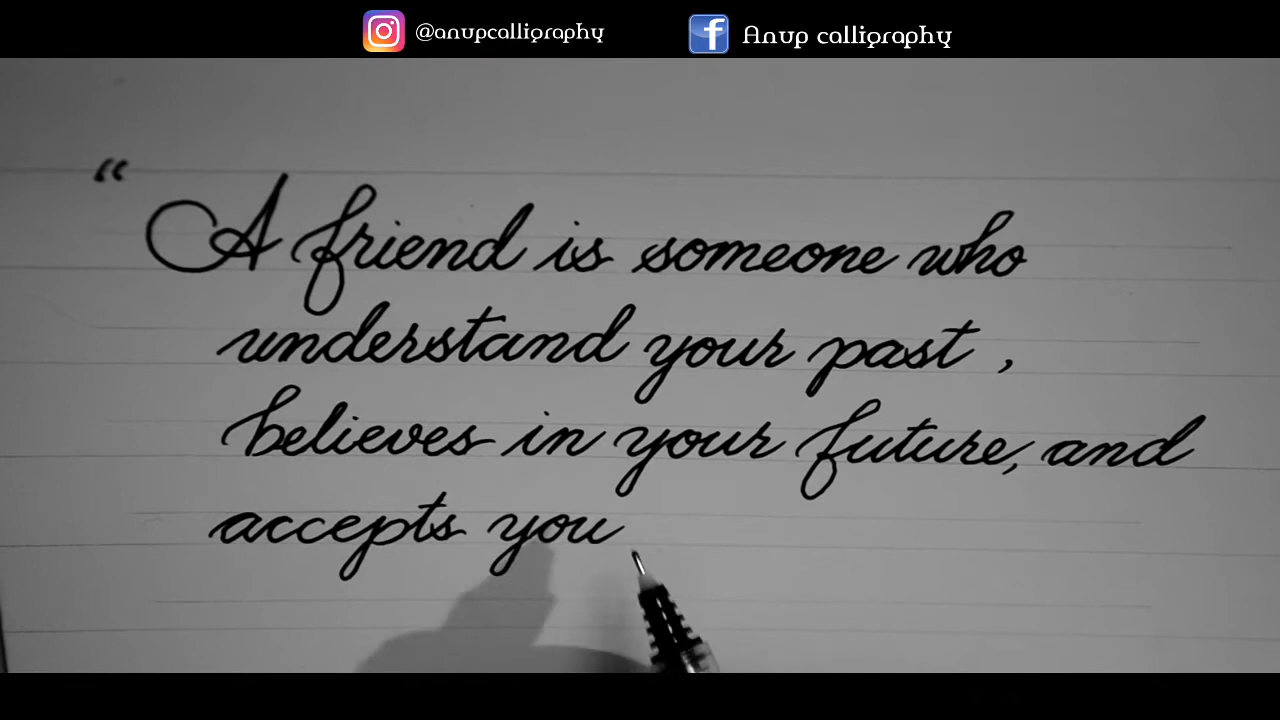 @anupcalligraphy Anup calligraphy
“ A friend is someone who
understand your past ,
believes in your future, and
accepts you